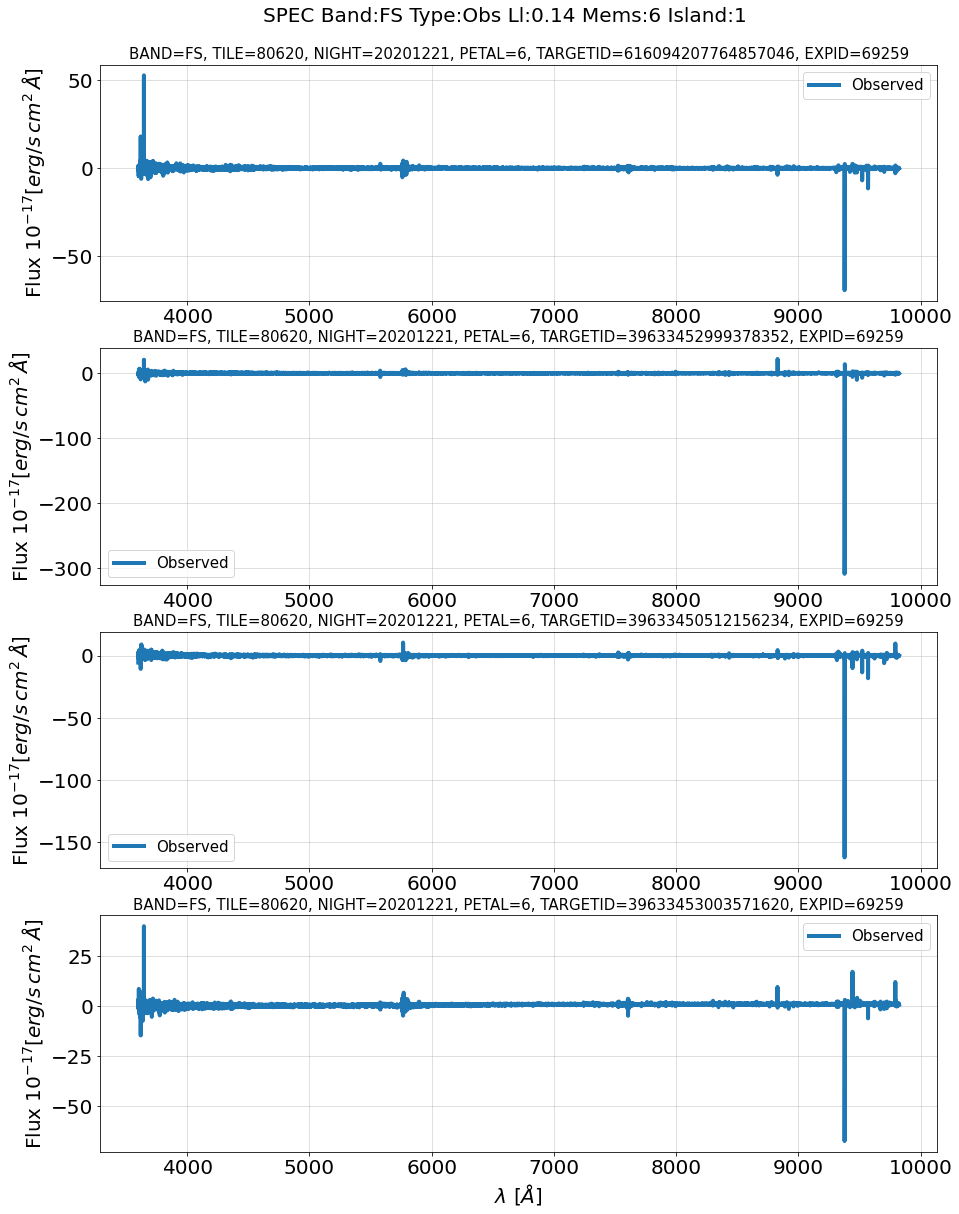 SPEC Band:FS Type:Obs Ll:0.14 Mems:6 Island:1
BAND=FS, TILE=80620, NIGHT=20201221, PETAL=6, TARGETID=616094207764857046, EXPID=69259
Flux 10^{-17}[erg/s cm^2 Å]
50
0
−50
Observed
4000 5000 6000 7000 8000 9000 10000
BAND=FS, TILE=80620, NIGHT=20201221, PETAL=6, TARGETID=39633452999378352, EXPID=69259
Flux 10^{-17}[erg/s cm^2 Å]
0
−100
−200
−300
Observed
4000 5000 6000 7000 8000 9000 10000
BAND=FS, TILE=80620, NIGHT=20201221, PETAL=6, TARGETID=39633450512156234, EXPID=69259
Flux 10^{-17}[erg/s cm^2 Å]
0
−50
−100
−150
Observed
4000 5000 6000 7000 8000 9000 10000
BAND=FS, TILE=80620, NIGHT=20201221, PETAL=6, TARGETID=39633453003571620, EXPID=69259
Flux 10^{-17}[erg/s cm^2 Å]
25
0
−25
−50
Observed
4000 5000 6000 7000 8000 9000 10000
λ [Å]